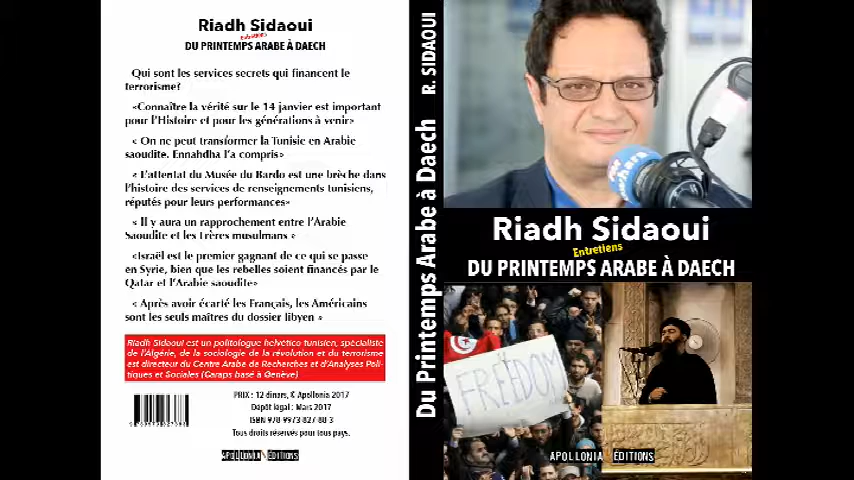 Riadh Sidaoui
Entretiens
DU PRINTEMPS ARABE À DAECH
Qui sont les services secrets qui financent le
terrorisme?
«Connaître la vérité sur le 14 janvier est important
pour l'Histoire et pour les générations à venir»
« On ne peut transformer la Tunisie en Arabie
saoudite. Ennahdha l'a compris»
« L'attentat du Musée du Bardo est une brèche dans
l'histoire des services de renseignements tunisiens,
réputés pour leurs performances»
« Il y aura un rapprochement entre l'Arabie
Saoudite et les Frères musulmans »
«Israël est le premier gagnant de ce qui se passe
en Syrie, bien que les rebelles soient financés par le
Qatar et l'Arabie saoudite»
« Après avoir écarté les Français, les Américains
sont les seuls maîtres du dossier libyen »
Riadh Sidaoui est un politologue helvético tunisien, spécialiste
de l'Algérie, de la sociologie de la révolution et du terrorisme
est directeur du Centre Arabe de Recherches et d'Analyses Poli-
tiques et Sociales (Caraps basé à Genève)
PRIX : 12 dinars, © Apollonia 2017
Dépôt légal : Mars 2017
ISBN 978-9973-827-88-3
Tous droits réservés pour tous pays.
APOLLONIA ÉDITIONS
Du Printemps Arabe à Daech R. SIDAOUI
Riadh Sidaoui
Entretiens
DU PRINTEMPS ARABE À DAECH
FREEDOM
APOLLONIA ÉDITIONS